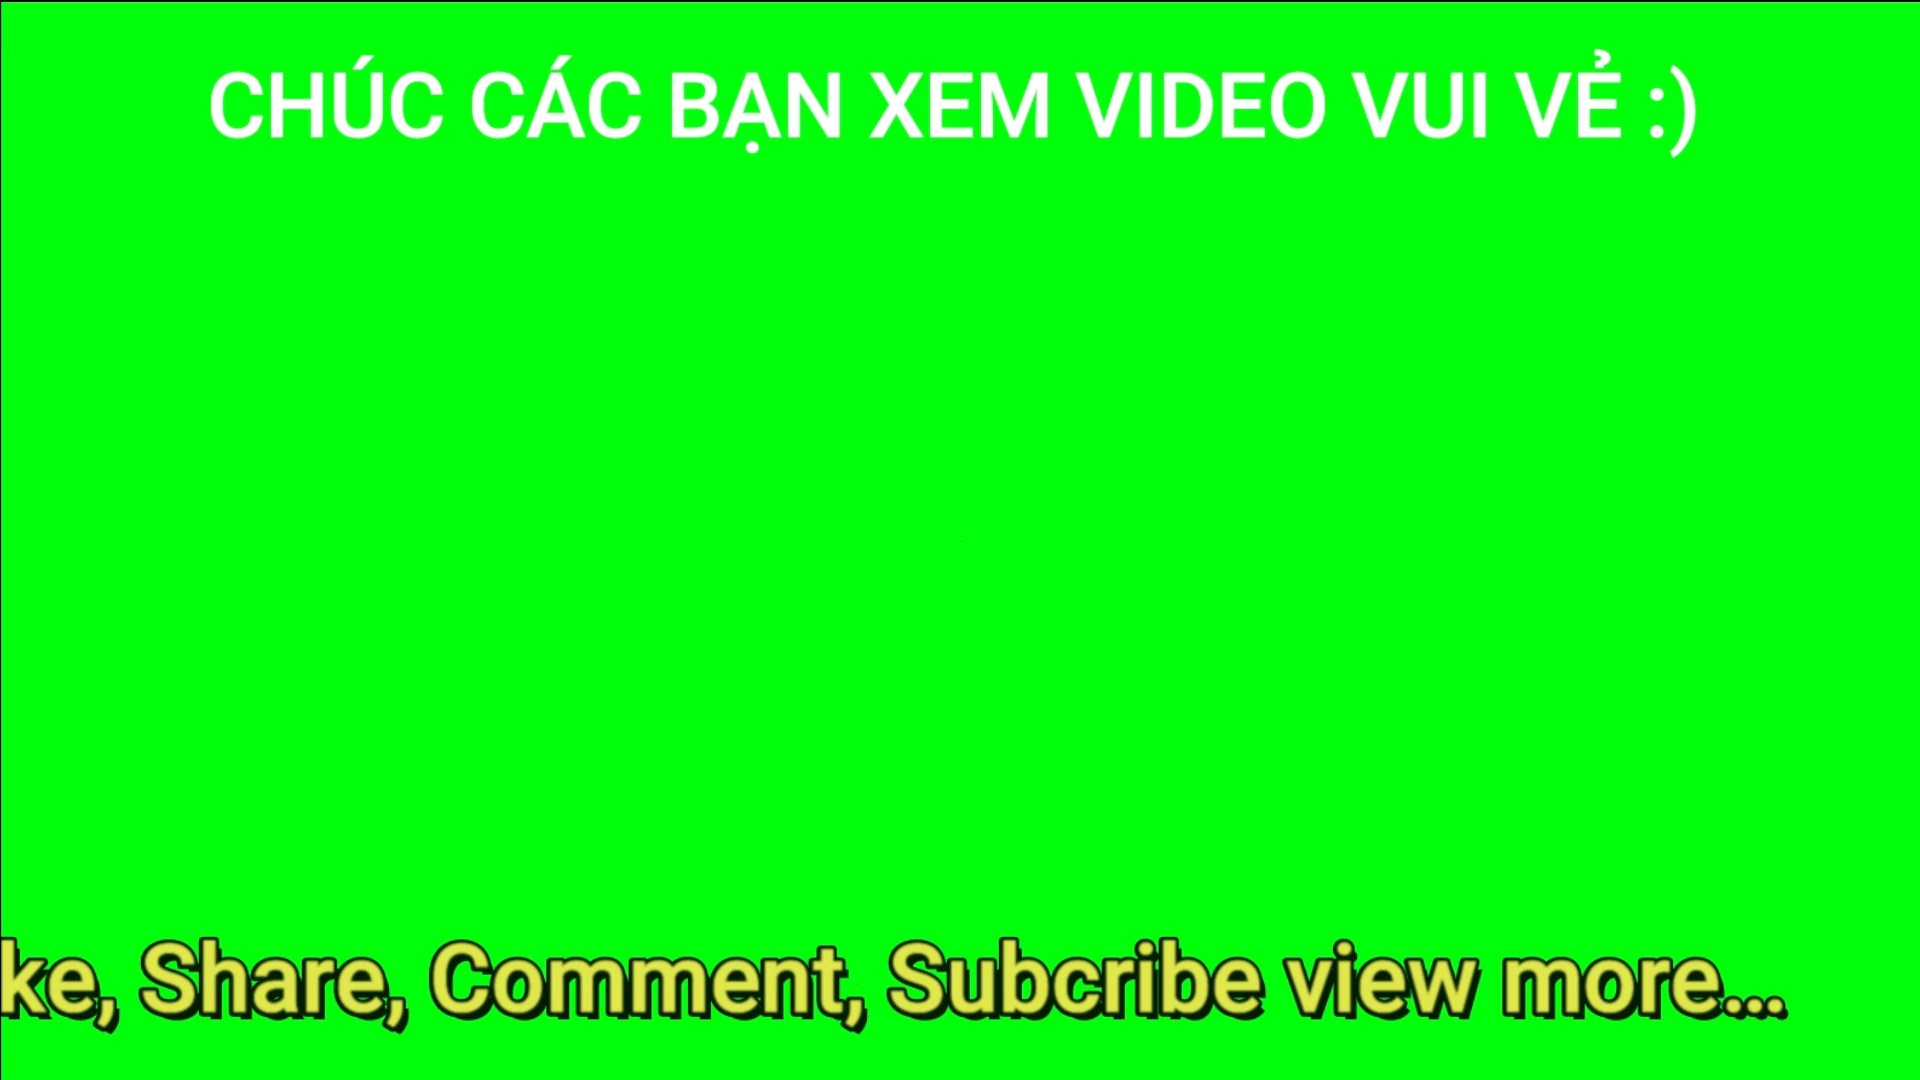 CHÚC CÁC BẠN XEM VIDEO VUI VẺ :)
ke, Share, Comment, Subcribe view more...